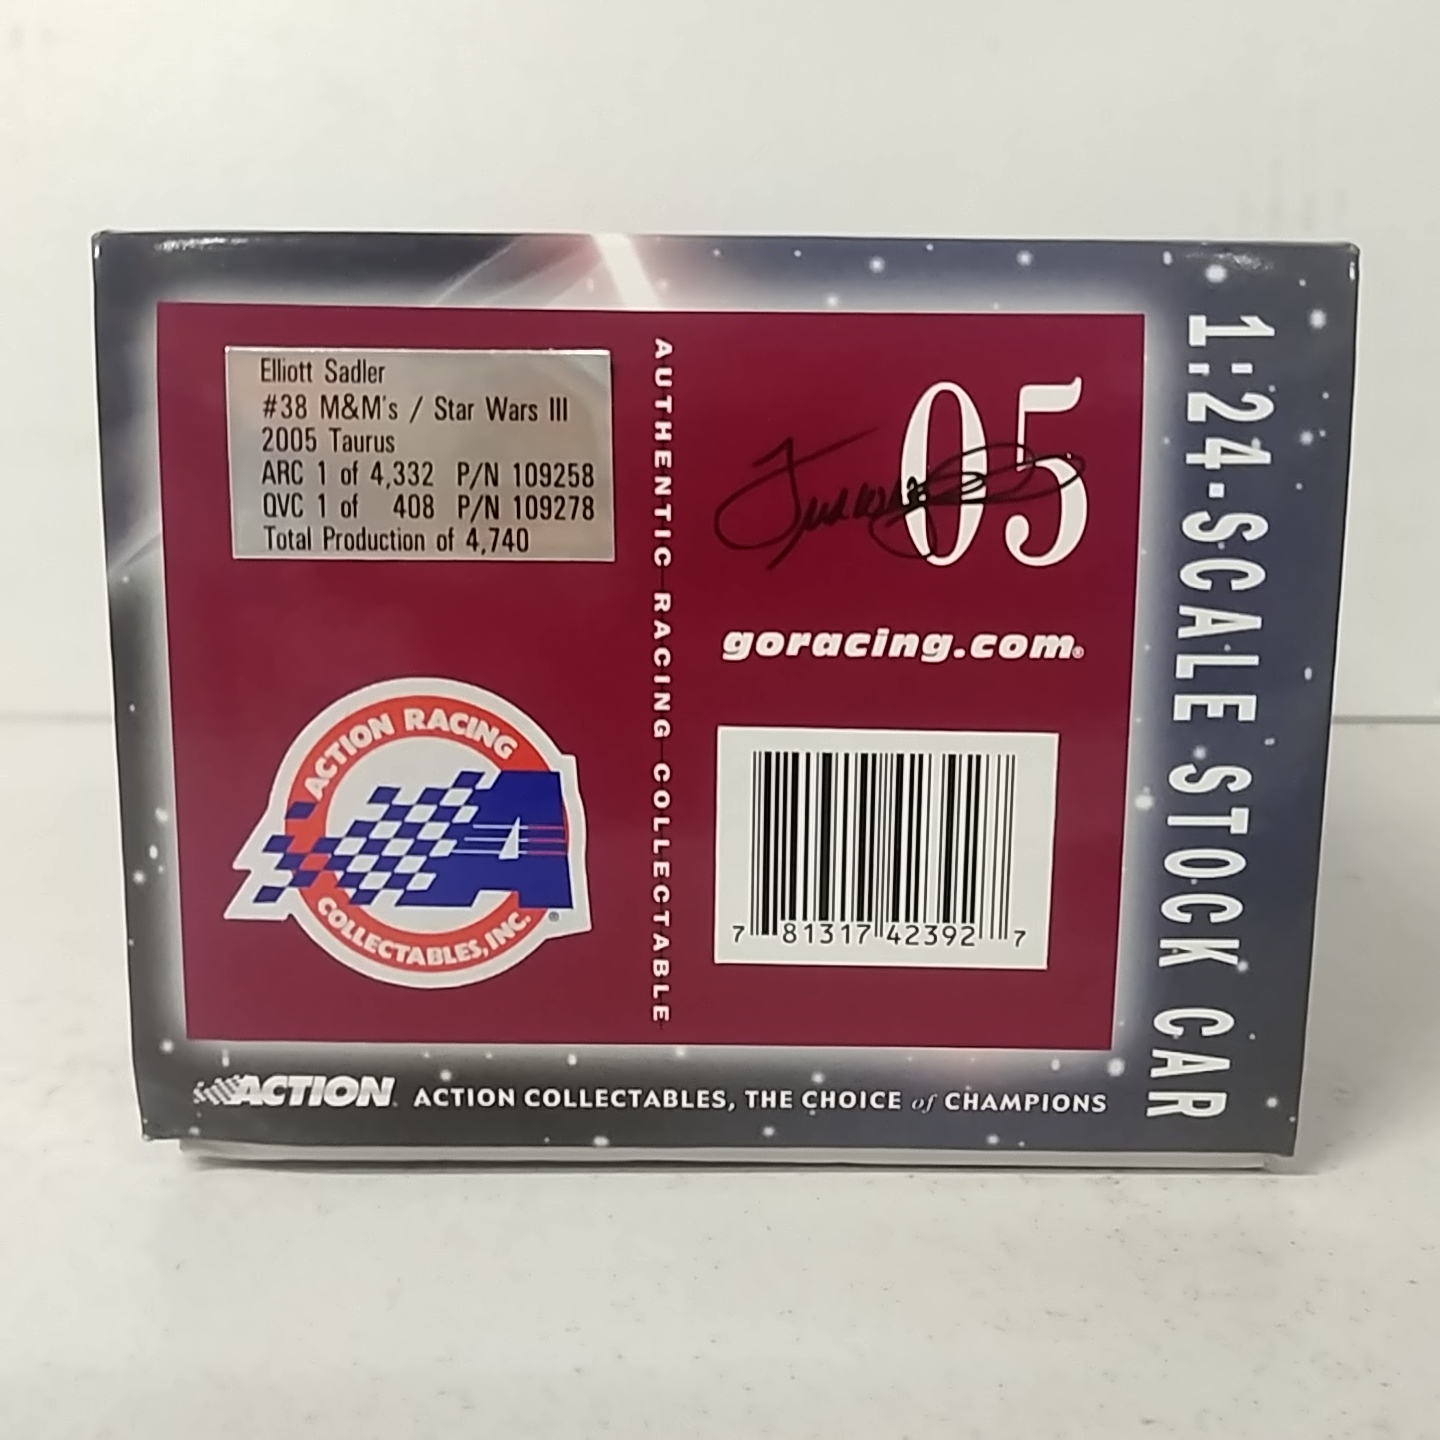 Elliott Sadler
#38 M&M's / Star Wars III
2005 Taurus
ARC 1 of 4,332 P/N 109258
QVC 1 of 408 P/N 109278
Total Production of 4,740
ACTION RACING
COLLECTABLES, INC.®
AUTHENTIC RACING COLLECTABLE
05
goracing.com®
7 81317 42392 7
1:24-SCALE STOCK CAR
ACTION
ACTION COLLECTABLES, THE CHOICE of CHAMPIONS